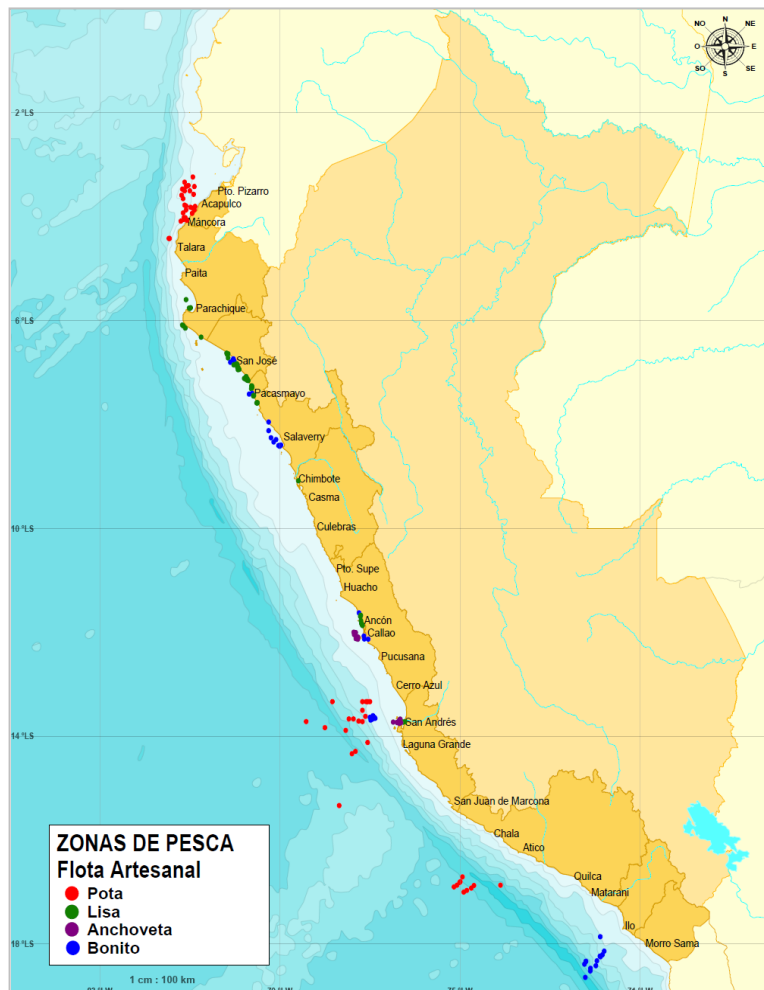 N
NO
NE
O
E
SO
SE
S
2 °LS
Pto. Pizarro
Acapulco
Máncora
Talara
Paita
Parachique
6 °LS
San José
Pacasmayo
Salaverry
Chimbote
Casma
Culebras
10 °LS
Pto. Supe
Huacho
Ancón
Callao
Pucusana
Cerro Azul
San Andrés
14 °LS
Laguna Grande
San Juan de Marcona
Chala
Atico
Quilca
Matarani
Ilo
Morro Sama
18 °LS
ZONAS DE PESCA
Flota Artesanal
Pota
Lisa
Anchoveta
Bonito
1 cm : 100 km